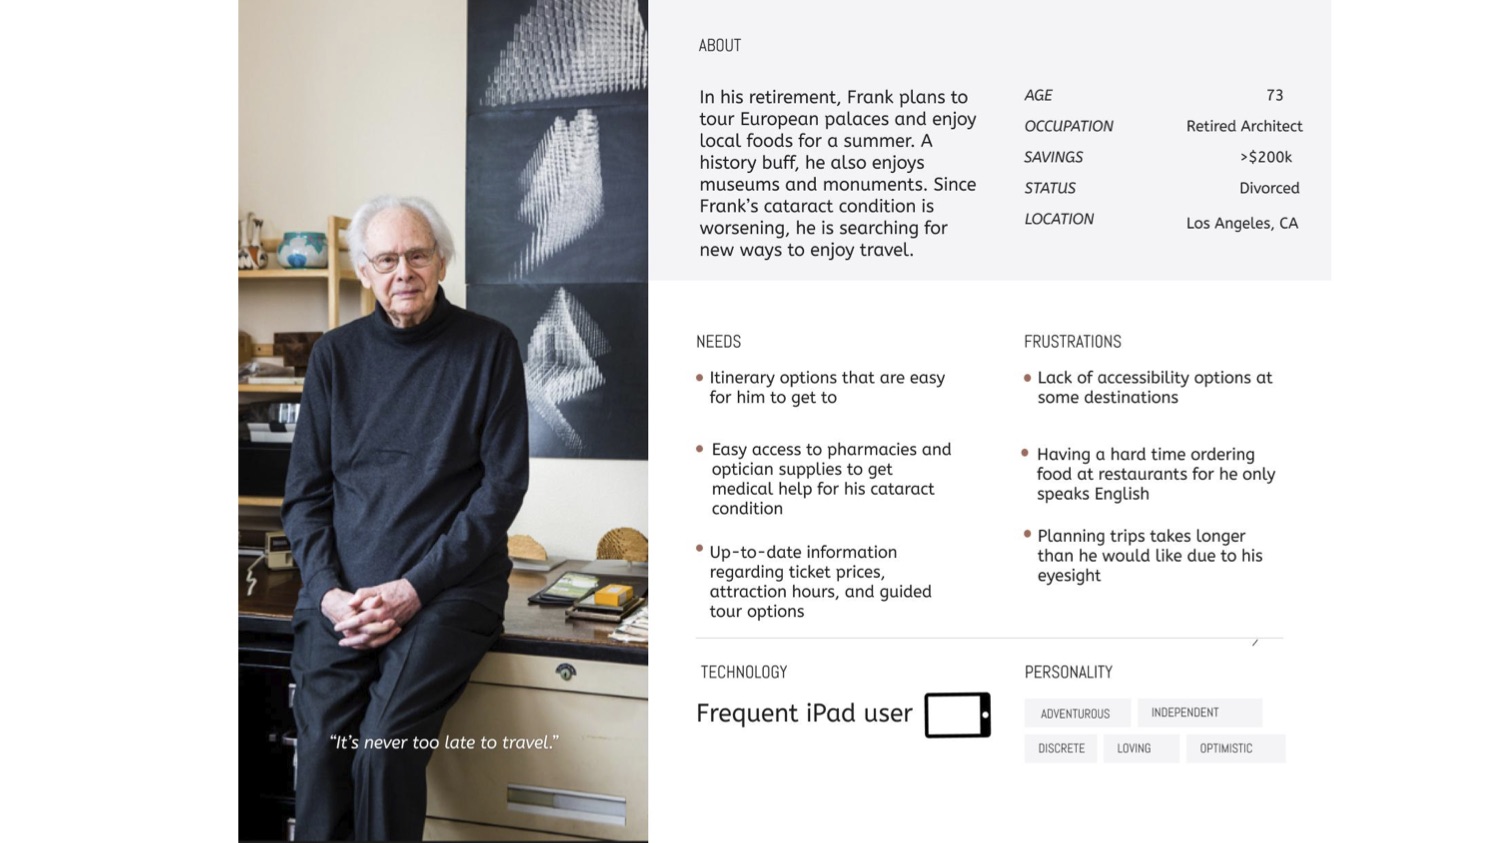 ABOUT
In his retirement, Frank plans to
tour European palaces and enjoy
local foods for a summer. A
history buff, he also enjoys
museums and monuments. Since
Frank's cataract condition is
worsening, he is searching for
new ways to enjoy travel.
AGE 73
OCCUPATION Retired Architect
SAVINGS >$200k
STATUS Divorced
LOCATION Los Angeles, CA
NEEDS
• Itinerary options that are easy
for him to get to
• Easy access to pharmacies and
optician supplies to get
medical help for his cataract
condition
• Up-to-date information
regarding ticket prices,
attraction hours, and guided
tour options
FRUSTRATIONS
• Lack of accessibility options at
some destinations
• Having a hard time ordering
food at restaurants for he only
speaks English
• Planning trips takes longer
than he would like due to his
eyesight
TECHNOLOGY
Frequent iPad user
PERSONALITY
ADVENTUROUS INDEPENDENT
DISCRETE LOVING OPTIMISTIC
“It's never too late to travel.”